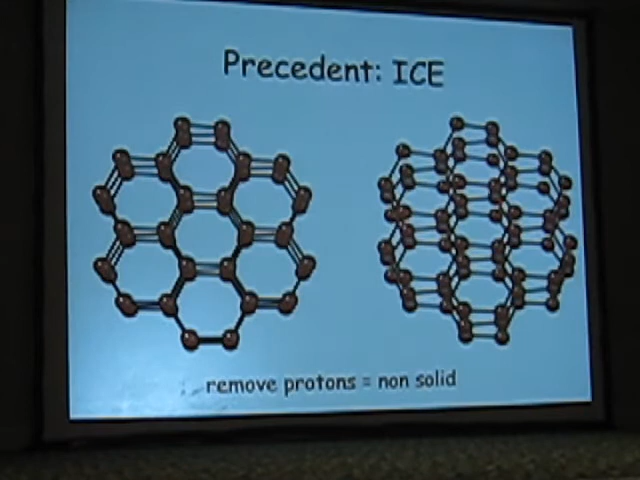 Precedent: ICE
remove protons = non solid